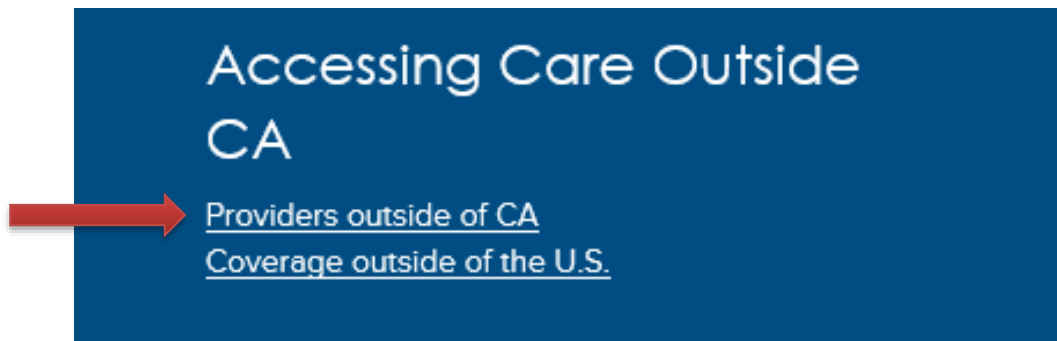 Accessing Care Outside
CA
Providers outside of CA
Coverage outside of the U.S.